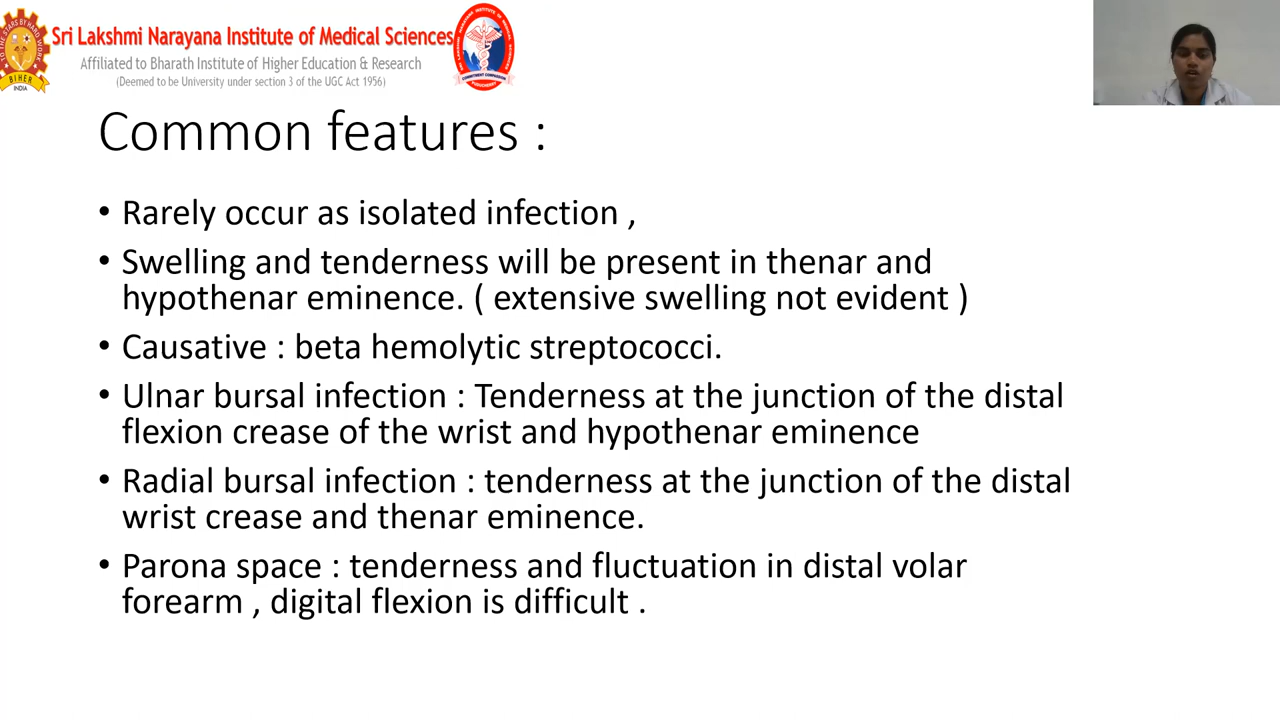 Sri Lakshmi Narayana Institute of Medical Sciences
Affiliated to Bharath Institute of Higher Education & Research
(Deemed to be University under section 3 of the UGC Act 1956)
BIHER
INDIA
Common features :
• Rarely occur as isolated infection ,
• Swelling and tenderness will be present in thenar and
hypothenar eminence. ( extensive swelling not evident )
• Causative : beta hemolytic streptococci.
• Ulnar bursal infection : Tenderness at the junction of the distal
flexion crease of the wrist and hypothenar eminence
• Radial bursal infection : tenderness at the junction of the distal
wrist crease and thenar eminence.
• Parona space : tenderness and fluctuation in distal volar
forearm , digital flexion is difficult .